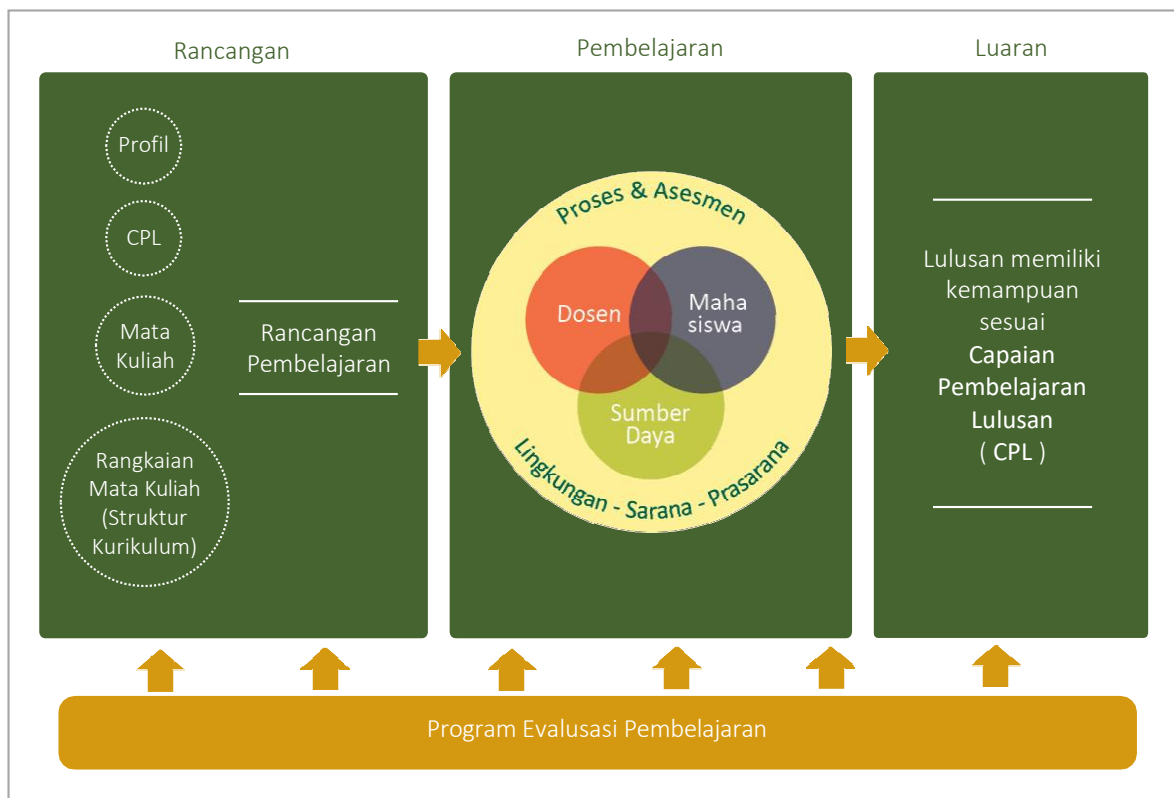 Rancangan
Profil
CPL
Mata
Kuliah
Rangkaian
Mata Kuliah
(Struktur
Kurikulum)
Rancangan
Pembelajaran
Pembelajaran
Proses & Asesmen
Dosen
Maha
siswa
Sumber
Daya
Lingkungan - Sarana - Prasarana
Luaran
Lulusan memiliki
kemampuan
sesuai
Capaian
Pembelajaran
Lulusan
( CPL )
Program Evalusasi Pembelajaran